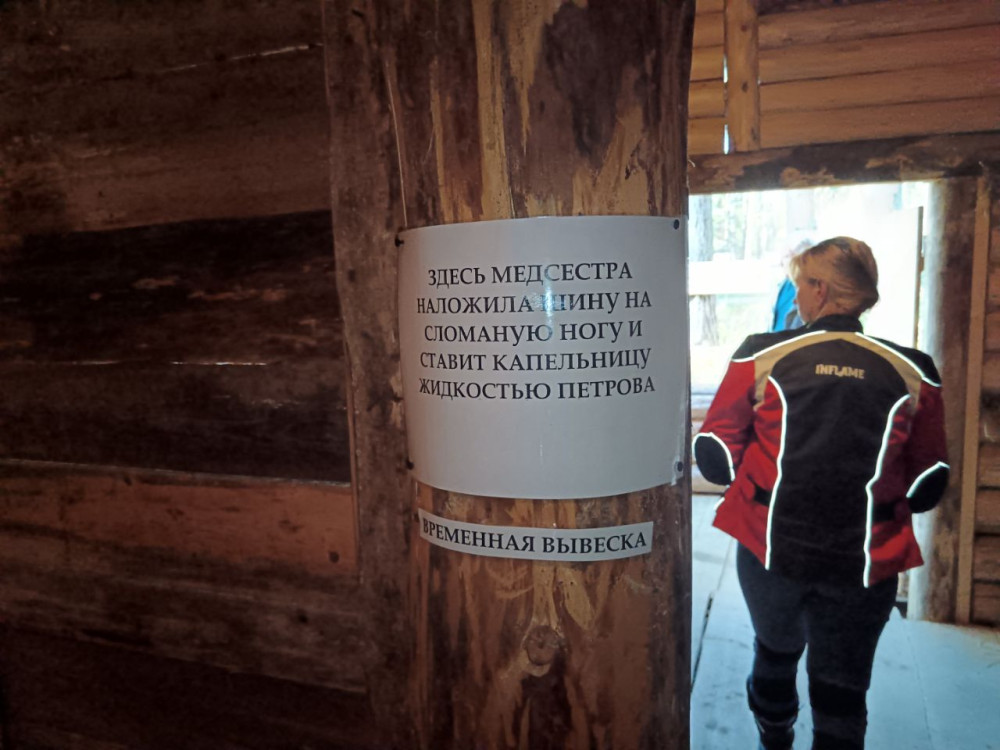 ЗДЕСЬ МЕДСЕСТРА
НАЛОЖИЛА ШИНУ НА
СЛОМАНУЮ НОГУ И
СТАВИТ КАПЕЛЬНИЦУ
ЖИДКОСТЬЮ ПЕТРОВА
ВРЕМЕННАЯ ВЫВЕСКА
INFLAME